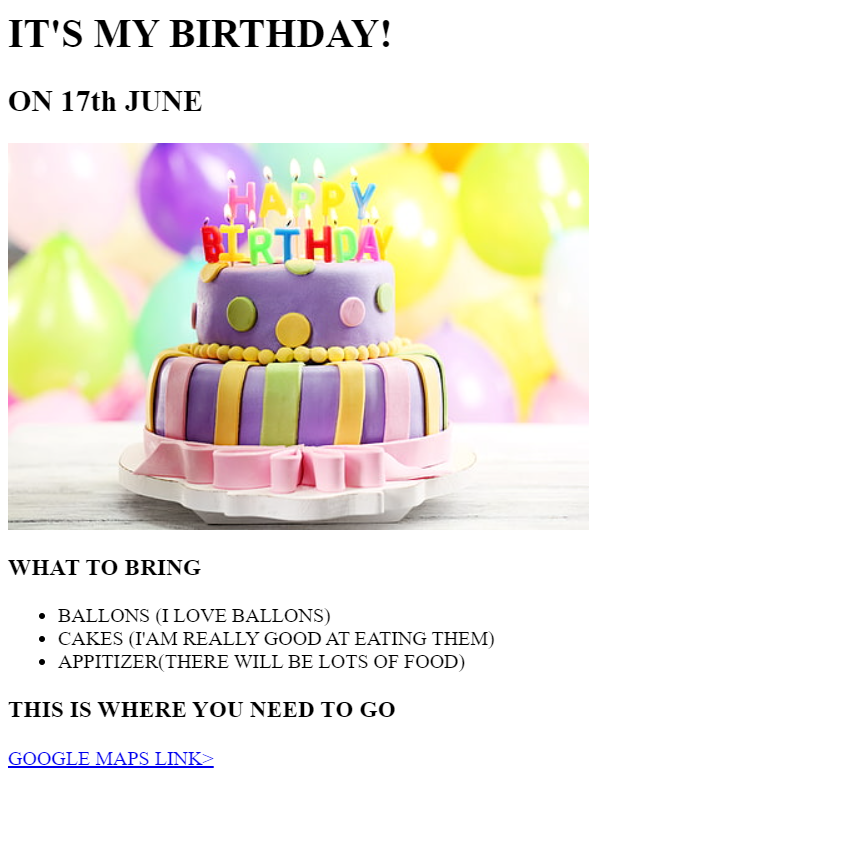 IT'S MY BIRTHDAY!
ON 17th JUNE
HAPPY
BIRTHDAY
WHAT TO BRING
BALLONS (I LOVE BALLONS)
CAKES (I'AM REALLY GOOD AT EATING THEM)
APPITIZER(THERE WILL BE LOTS OF FOOD)
THIS IS WHERE YOU NEED TO GO
GOOGLE MAPS LINK>